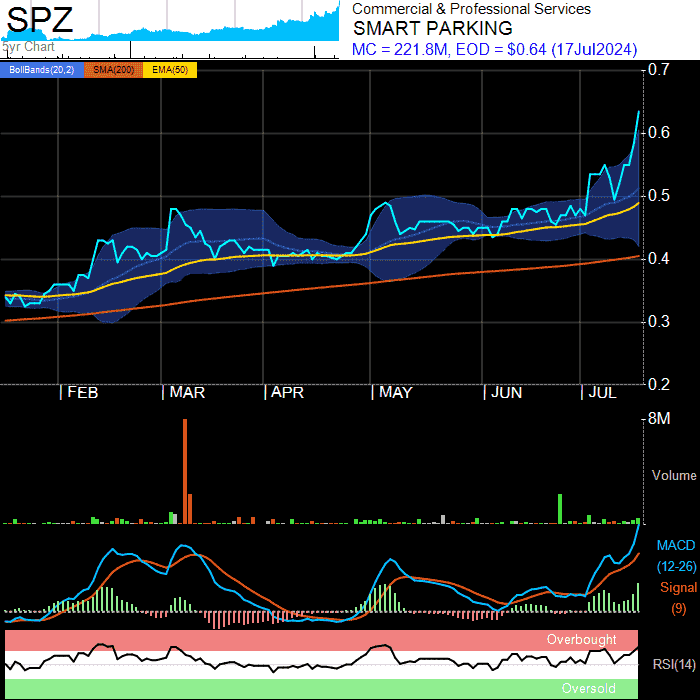 SPZ
5yr Chart
Commercial & Professional Services
SMART PARKING
MC = 221.8M, EOD = $0.64 (17Jul2024)
BollBands(20,2) SMA(200) EMA(50)
0.7
0.6
0.5
0.4
0.3
0.2
FEB MAR APR MAY JUN JUL
8M
Volume
MACD
(12-26)
Signal
(9)
Overbought
RSI(14)
Oversold